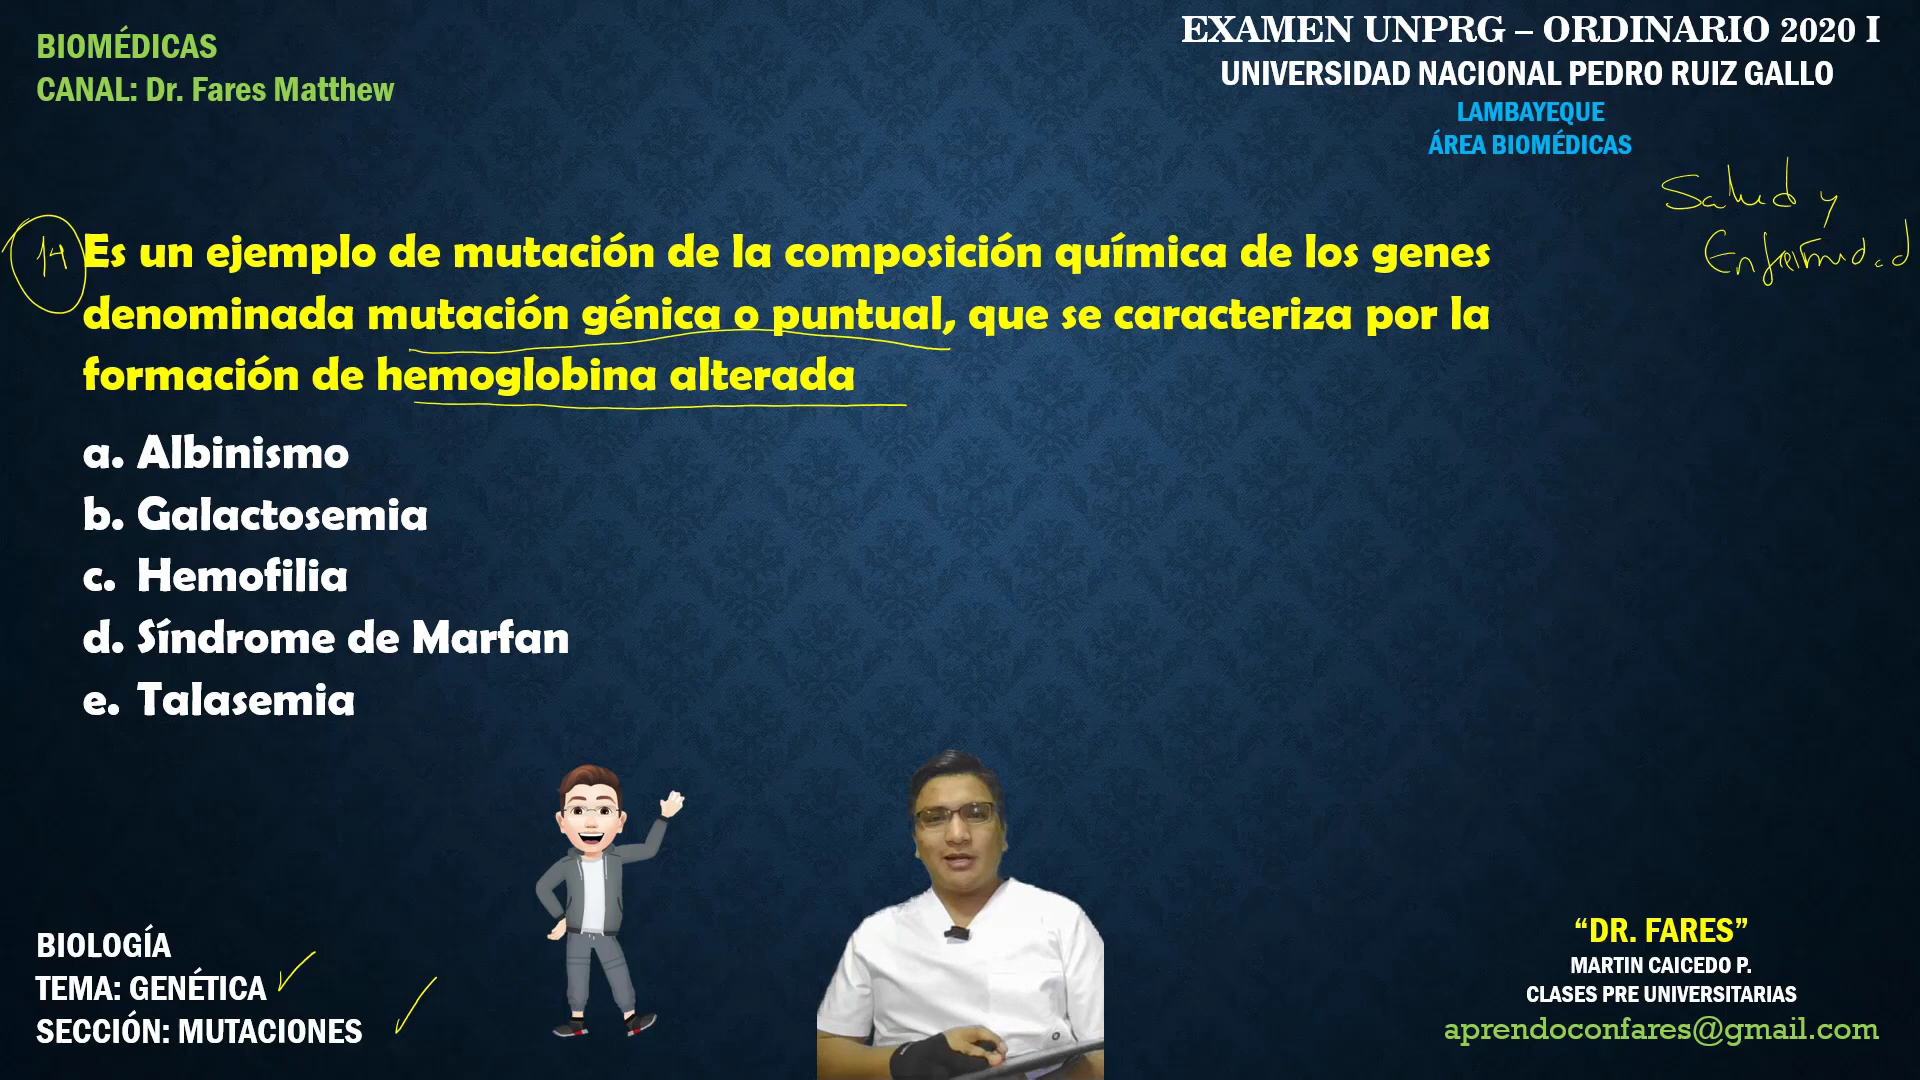 BIOMÉDICAS
CANAL: Dr. Fares Matthew
EXAMEN UNPRG – ORDINARIO 2020 I
UNIVERSIDAD NACIONAL PEDRO RUIZ GALLO
LAMBAYEQUE
ÁREA BIOMÉDICAS
Salud y
Enfermedad
14
Es un ejemplo de mutación de la composición química de los genes
denominada mutación génica o puntual, que se caracteriza por la
formación de hemoglobina alterada
a. Albinismo
b. Galactosemia
c. Hemofilia
d. Síndrome de Marfan
e. Talasemia
BIOLOGÍA
TEMA: GENÉTICA
SECCIÓN: MUTACIONES
“DR. FARES”
MARTIN CAICEDO P.
CLASES PRE UNIVERSITARIAS
aprendoconfares@gmail.com